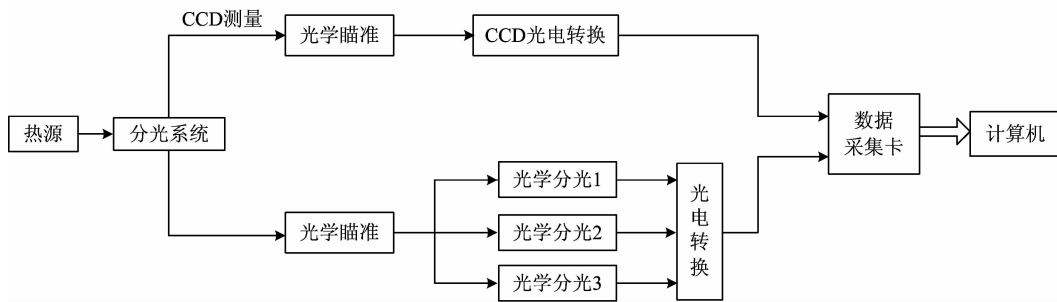 CCD测量
光学瞄准
CCD光电转换
热源
分光系统
数据
采集卡
计算机
光学瞄准
光学分光1
光学分光2
光学分光3
光
电
转
换